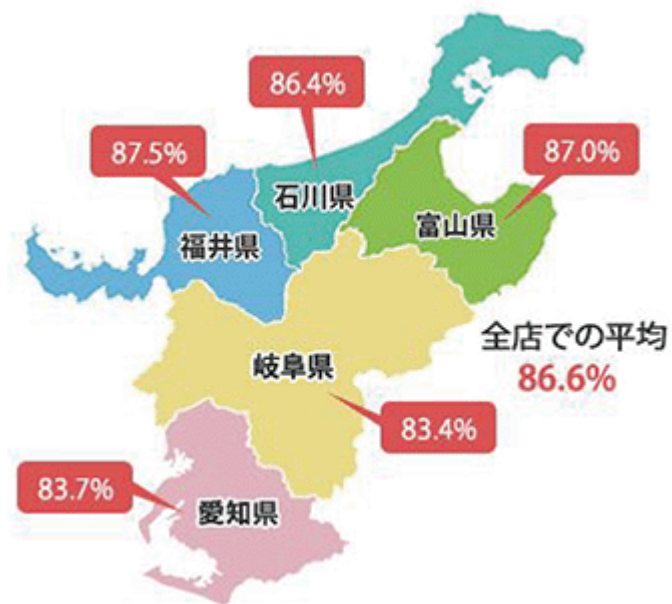 86.4%
87.5%
87.0%
石川県
福井県
富山県
全店での平均
86.6%
岐阜県
83.4%
83.7%
愛知県